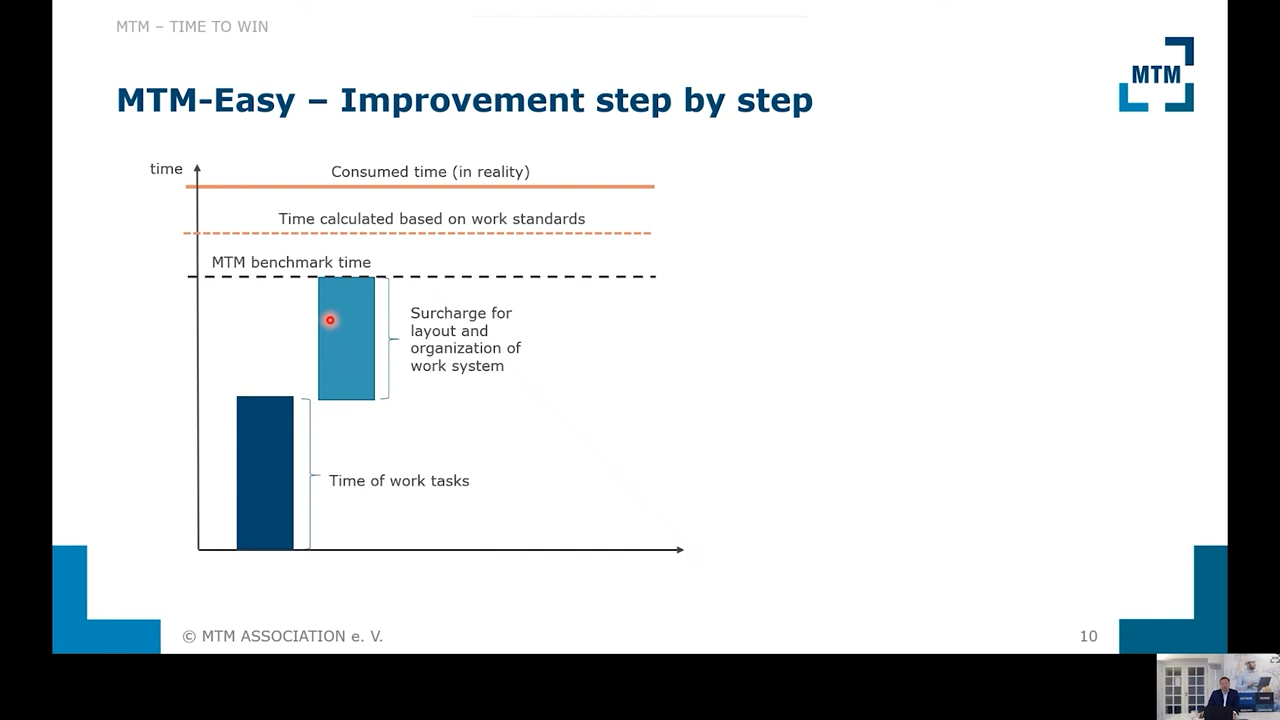 MTM – TIME TO WIN
MTM
MTM-Easy – Improvement step by step
time
Consumed time (in reality)
Time calculated based on work standards
MTM benchmark time
Surcharge for
layout and
organization of
work system
Time of work tasks
© MTM ASSOCIATION e. V.
10